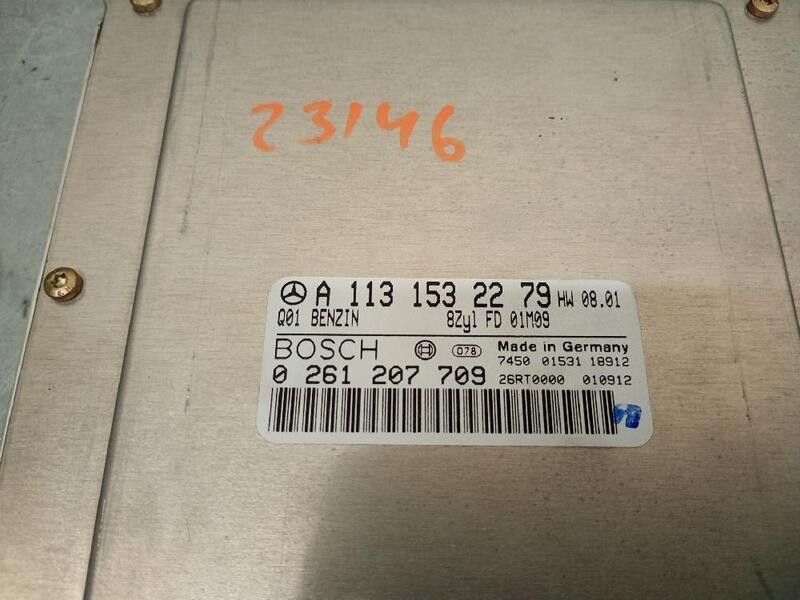 23146
A 113 153 22 79 HW 08.01
Q01 BENZIN 8Zyl FD 01M09
BOSCH 078 Made in Germany
7450 01531 18912
0 261 207 709 26RT0000 010912